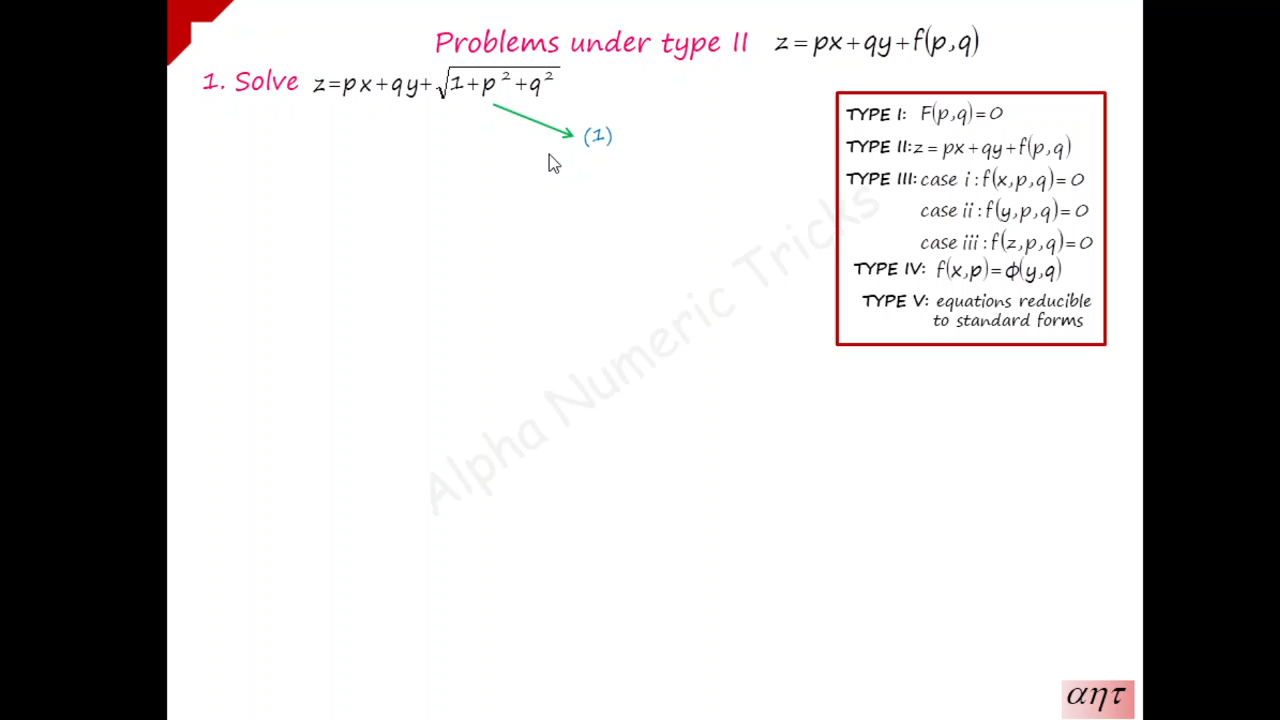 Problems under type II z = px + qy + f(p,q)
1. Solve z=px+qy+√1+p²+q²
(1)
TYPE I: F(p,q)=0
TYPE II: z = px + qy + f(p,q)
TYPE III: case i : f(x,p,q)=0
case ii : f(y,p,q)=0
case iii : f(z,p,q)=0
TYPE IV: f(x,p)=ϕ(y,q)
TYPE V: equations reducible
to standard forms
Alpha Numeric Tricks
αητ